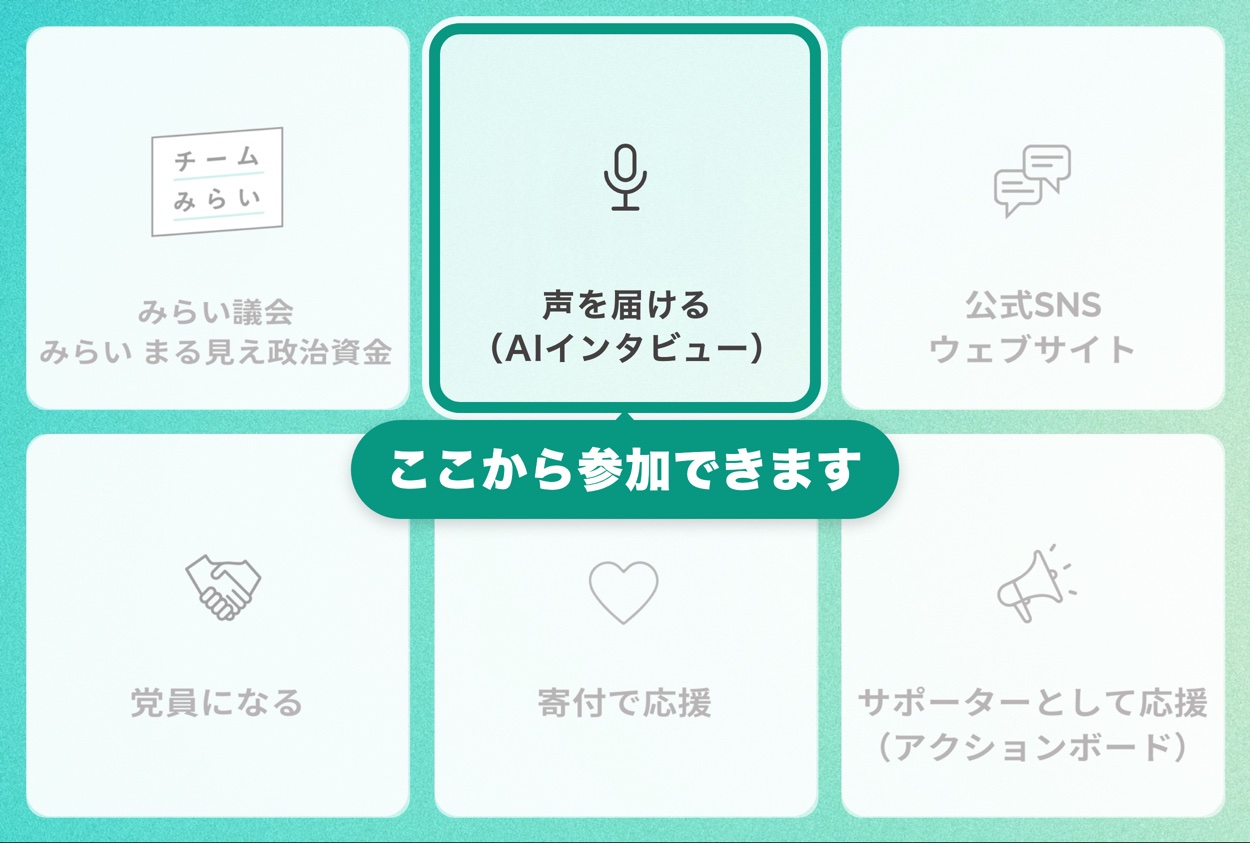 チーム
みらい
みらい議会
みらい まる見え政治資金
声を届ける
（AIインタビュー）
公式SNS
ウェブサイト
ここから参加できます
党員になる
寄付で応援
サポーターとして応援
（アクションボード）